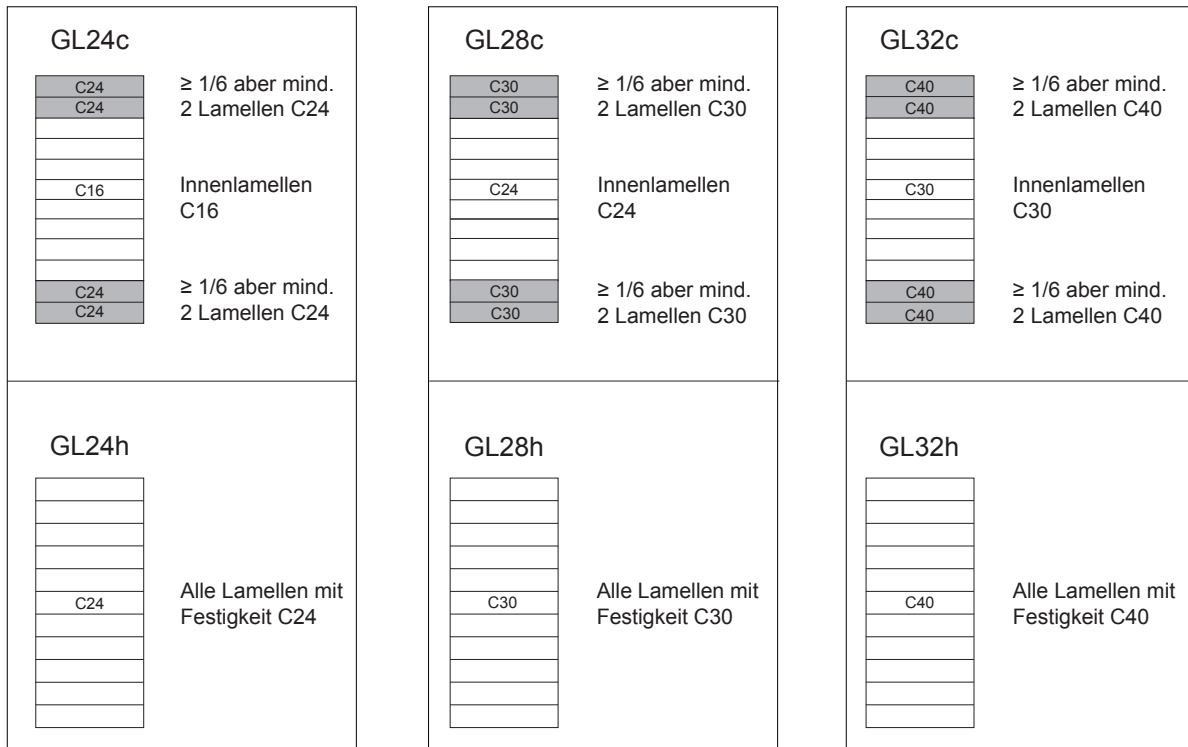 GL24c
C24
C24
≥ 1/6 aber mind.
2 Lamellen C24
C16
Innenlamellen
C16
C24
C24
≥ 1/6 aber mind.
2 Lamellen C24
GL28c
C30
C30
≥ 1/6 aber mind.
2 Lamellen C30
C24
Innenlamellen
C24
C30
C30
≥ 1/6 aber mind.
2 Lamellen C30
GL32c
C40
C40
≥ 1/6 aber mind.
2 Lamellen C40
C30
Innenlamellen
C30
C40
C40
≥ 1/6 aber mind.
2 Lamellen C40
GL24h
C24
Alle Lamellen mit
Festigkeit C24
GL28h
C30
Alle Lamellen mit
Festigkeit C30
GL32h
C40
Alle Lamellen mit
Festigkeit C40